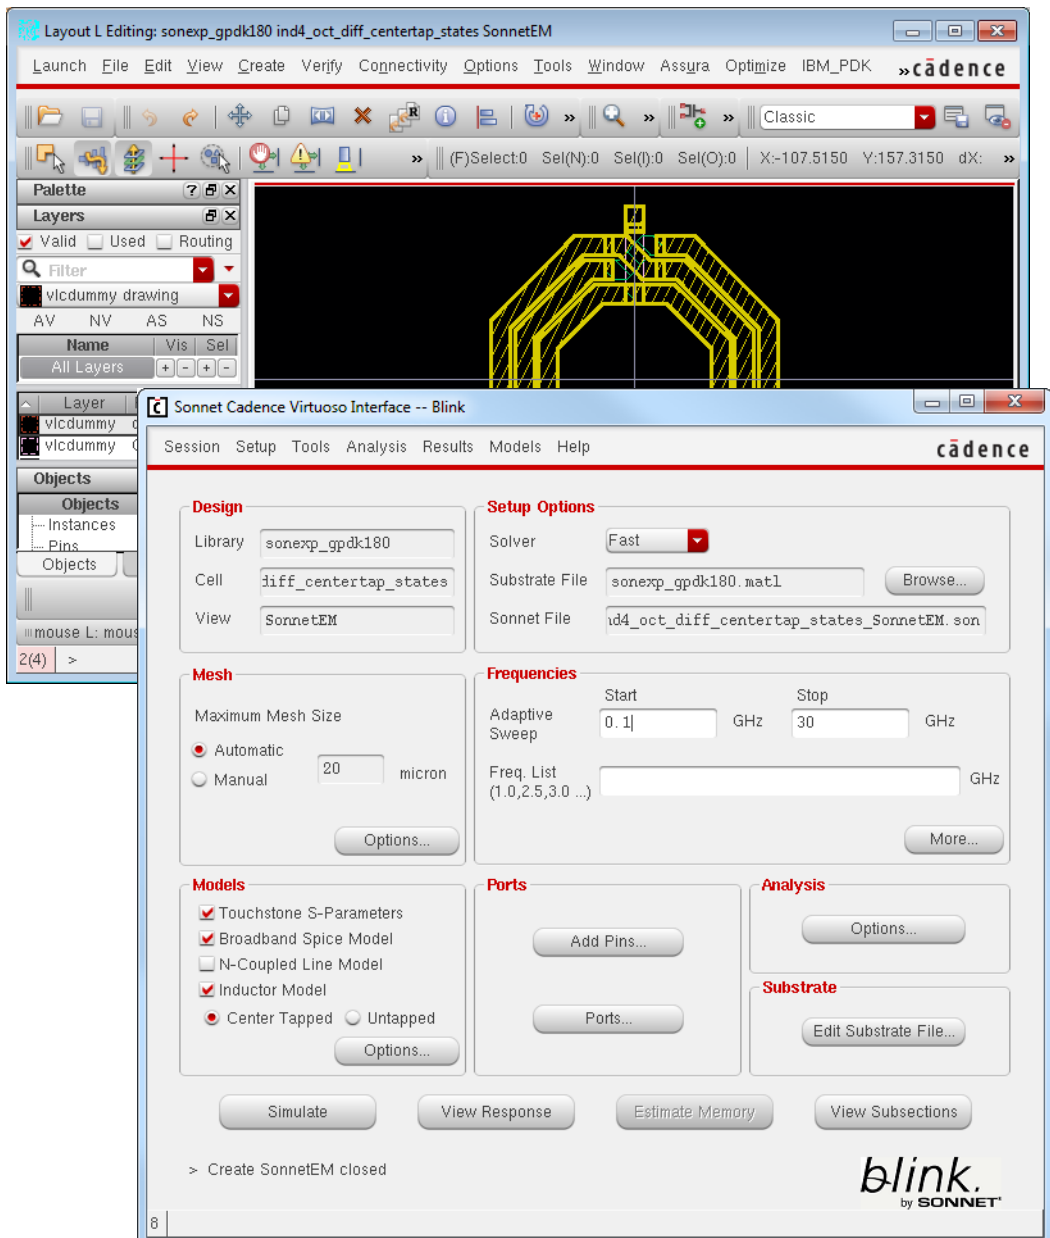 Layout L Editing: sonexp_gpdk180 ind4_oct_diff_centertap_states SonnetEM
Launch File Edit View Create Verify Connectivity Options Tools Window Assura Optimize IBM_PDK » cādence
» » » Classic
» (F)Select:0 Sel(N):0 Sel(I):0 Sel(O):0 X:-107.5150 Y:157.3150 dX: »
Palette
Layers
Valid Used Routing
Filter
vlcdummy drawing
AV NV AS NS
Name Vis Sel
All Layers + - + -
Layer
vlcdummy
vlcdummy
Objects
Objects
Instances
Pins
Objects
mouse L: mous
2(4) >
Sonnet Cadence Virtuoso Interface -- Blink
Session Setup Tools Analysis Results Models Help cādence
Design
Library sonexp_gpdk180
Cell diff_centertap_states
View SonnetEM
Setup Options
Solver Fast
Substrate File sonexp_gpdk180.matl Browse...
Sonnet File nd4_oct_diff_centertap_states_SonnetEM.son
Mesh
Maximum Mesh Size
Automatic
Manual
20 micron
Options...
Frequencies
Start Stop
Adaptive
Sweep
0.1 GHz 30 GHz
Freq. List
(1.0,2.5,3.0 ...)
GHz
More...
Models
Touchstone S-Parameters
Broadband Spice Model
N-Coupled Line Model
Inductor Model
Center Tapped Untapped
Options...
Ports
Add Pins...
Ports...
Analysis
Options...
Substrate
Edit Substrate File...
Simulate View Response Estimate Memory View Subsections
> Create SonnetEM closed
blink.
by SONNET
8